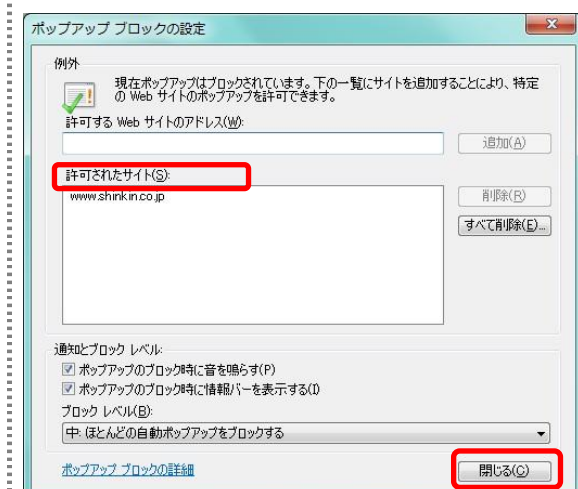 ポップアップ ブロックの設定
例外
現在ポップアップはブロックされています。下の一覧にサイトを追加することにより、特定
の Web サイトのポップアップを許可できます。
許可する Web サイトのアドレス(W):
追加(A)
許可されたサイト(S):
www.shinkin.co.jp
削除(R)
すべて削除(E)...
通知とブロック レベル:
ポップアップのブロック時に音を鳴らす(P)
ポップアップのブロック時に情報バーを表示する(I)
ブロック レベル(B):
中: ほとんどの自動ポップアップをブロックする
ポップアップ ブロックの詳細
閉じる(C)